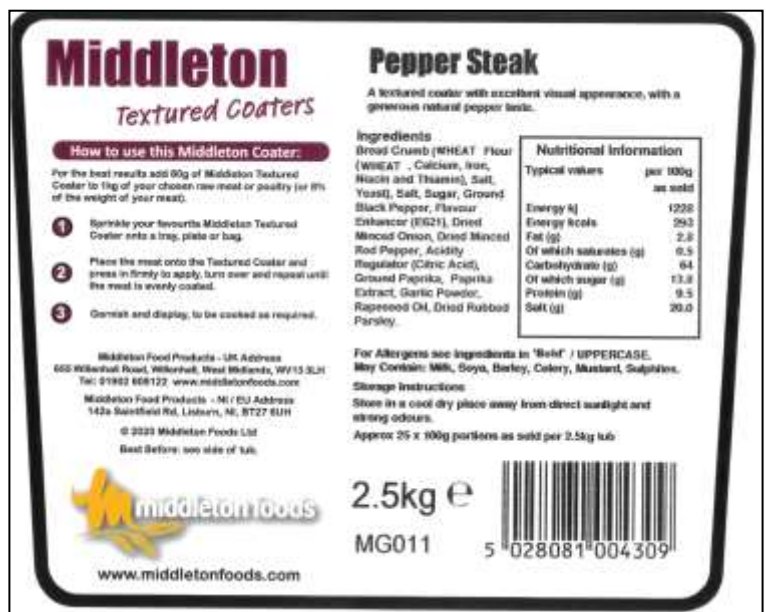 Middleton
Textured Coaters
How to use this Middleton Coater:
For the best results add 80g of Middleton Textured
Coater to 1kg of your chosen raw meat or poultry (or 8%
of the weight of your meat).
1 Sprinkle your favourite Middleton Textured
Coater onto a tray, plate or bag.
2 Place the meat onto the Textured Coater and
press in firmly to apply, turn over and repeat until
the meat is evenly coated.
3 Garnish and display, to be cooked as required.
Middleton Food Products - UK Address
655 Willenhall Road, Willenhall, West Midlands, WV13 3LH
Tel: 01902 608122 www.middletonfoods.com
Middleton Food Products - NI / EU Address
142a Saintfield Rd, Lisburn, NI, BT27 6UH
© 2023 Middleton Foods Ltd
Best Before: see side of tub.
middleton foods
www.middletonfoods.com
Pepper Steak
A textured coater with excellent visual appearance, with a
generous natural pepper taste.
Ingredients
Bread Crumb (WHEAT Flour
(WHEAT , Calcium, Iron,
Niacin and Thiamin), Salt,
Yeast), Salt, Sugar, Ground
Black Pepper, Flavour
Enhancer (E621), Dried
Minced Onion, Dried Minced
Red Pepper, Acidity
Regulator (Citric Acid),
Ground Paprika, Paprika
Extract, Garlic Powder,
Rapeseed Oil, Dried Rubbed
Parsley.
Nutritional Information
Typical values per 100g
as sold
Energy kj 1228
Energy kcals 293
Fat (g) 2.8
Of which saturates (g) 0.5
Carbohydrate (g) 64
Of which sugar (g) 13.8
Protein (g) 9.5
Salt (g) 20.0
For Allergens see ingredients in 'Bold' / UPPERCASE.
May Contain: Milk, Soya, Barley, Celery, Mustard, Sulphites.
Storage Instructions
Store in a cool dry place away from direct sunlight and
strong odours.
Approx 25 x 100g portions as sold per 2.5kg tub
2.5kg e
MG011
5 028081 004309